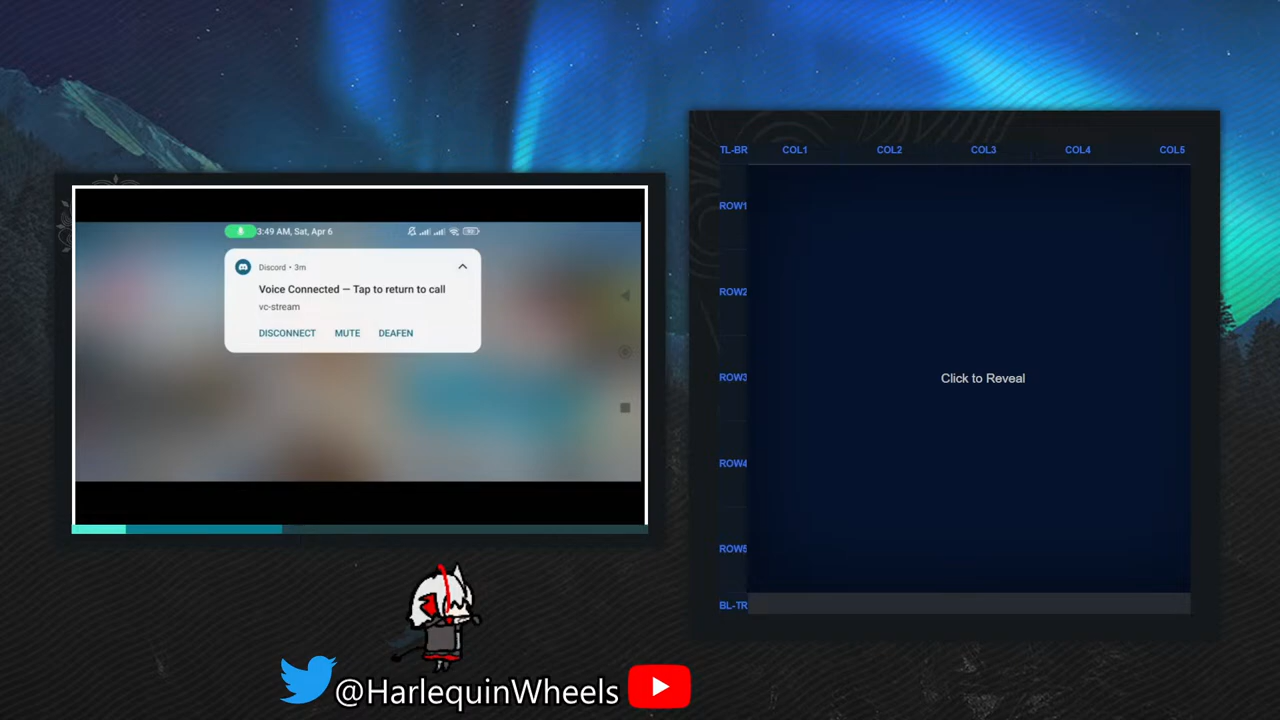 3:49 AM, Sat, Apr 6
Discord • 3m
Voice Connected — Tap to return to call
vc-stream
DISCONNECT MUTE DEAFEN
TL-BR COL1 COL2 COL3 COL4 COL5
ROW1
ROW2
ROW3
Click to Reveal
ROW4
ROW5
BL-TR
@HarlequinWheels